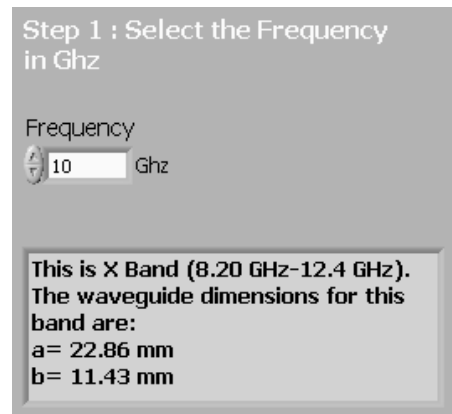 Step 1 : Select the Frequency
in Ghz
Frequency
10 Ghz
This is X Band (8.20 GHz-12.4 GHz).
The waveguide dimensions for this
band are:
a= 22.86 mm
b= 11.43 mm